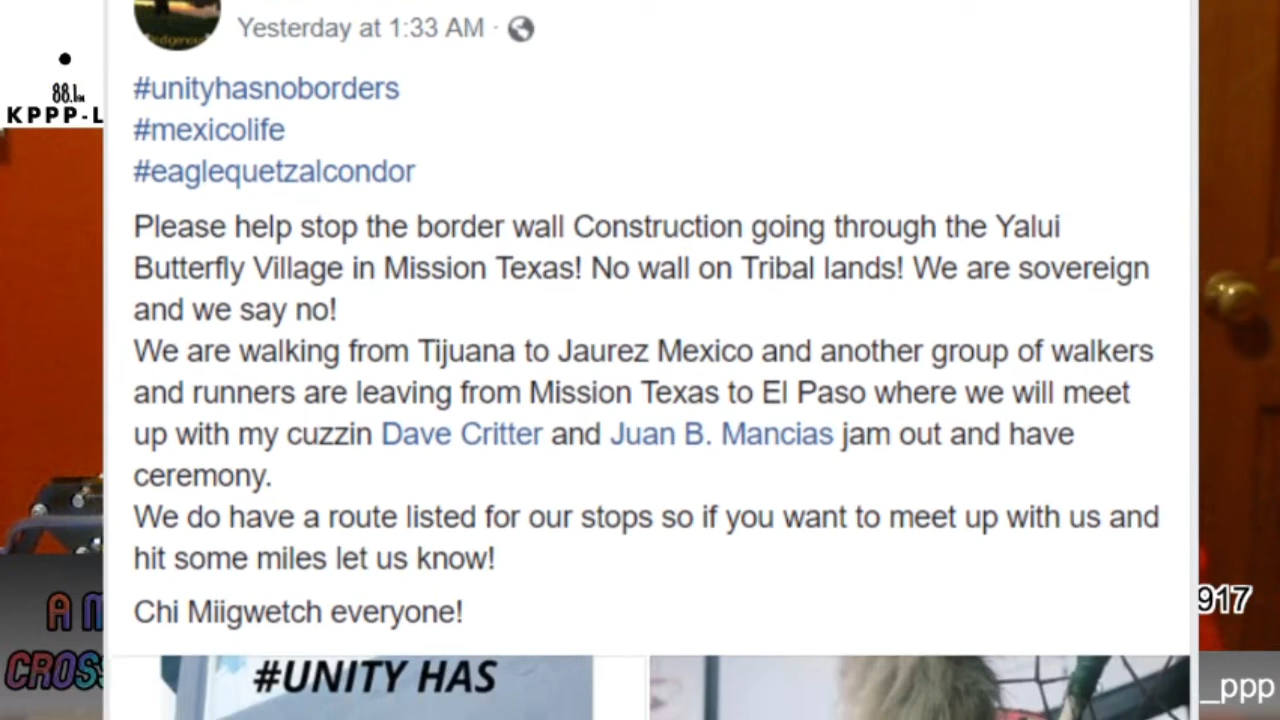 Yesterday at 1:33 AM ·
88.1FM
KPPP-L
#unityhasnoborders
#mexicolife
#eaglequetzalcondor
Please help stop the border wall Construction going through the Yalui
Butterfly Village in Mission Texas! No wall on Tribal lands! We are sovereign
and we say no!
We are walking from Tijuana to Jaurez Mexico and another group of walkers
and runners are leaving from Mission Texas to El Paso where we will meet
up with my cuzzin Dave Critter and Juan B. Mancias jam out and have
ceremony.
We do have a route listed for our stops so if you want to meet up with us and
hit some miles let us know!
Chi Miigwetch everyone!
917
A M
CROSS
#UNITY HAS
_ppp